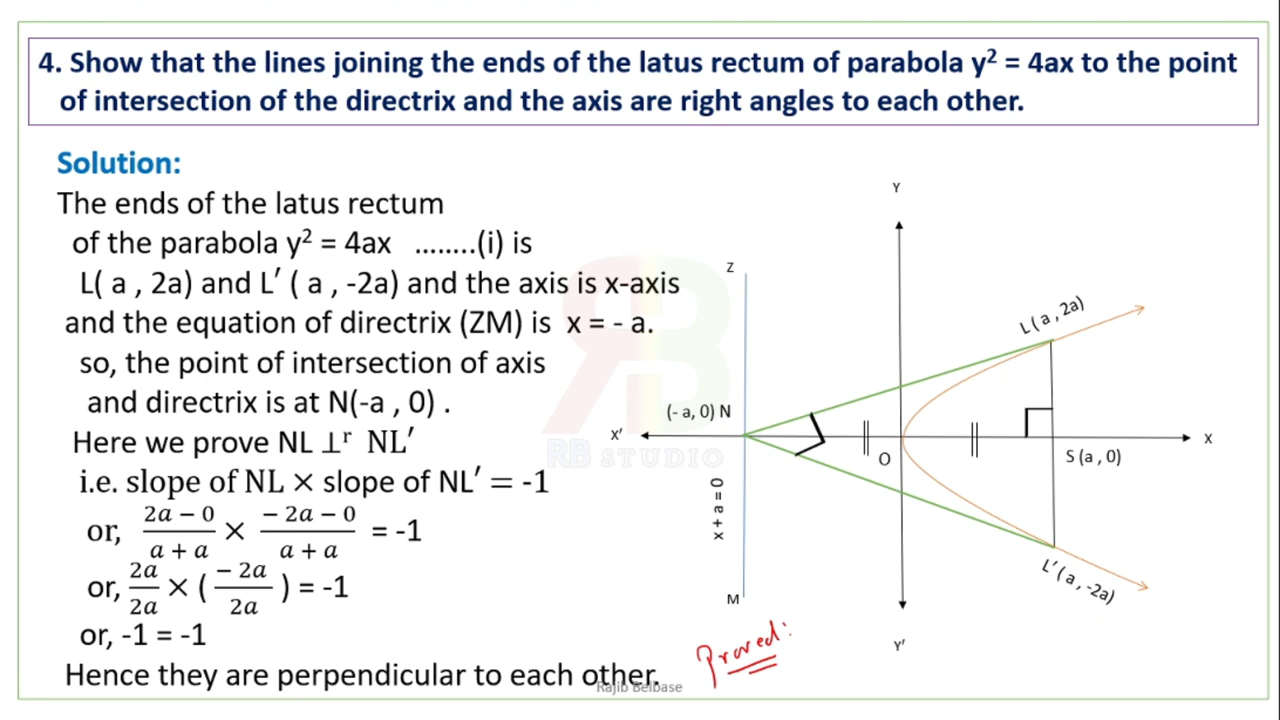 4. Show that the lines joining the ends of the latus rectum of parabola y² = 4ax to the point
of intersection of the directrix and the axis are right angles to each other.
Solution:
The ends of the latus rectum
of the parabola y² = 4ax ........(i) is
L( a , 2a) and L′ ( a , -2a) and the axis is x-axis
and the equation of directrix (ZM) is x = - a.
so, the point of intersection of axis
and directrix is at N(-a , 0) .
Here we prove NL ⊥ʳ NL′
i.e. slope of NL × slope of NL′ = -1
or, (2a − 0)/(a + a) × (− 2a − 0)/(a + a) = -1
or, 2a/2a × ( − 2a/2a ) = -1
or, -1 = -1
Hence they are perpendicular to each other.
Proved:
Rajib Belbase
Y
Z
L ( a , 2a)
(- a, 0) N
X′
O
X
S (a , 0)
x + a = 0
M
L′ ( a , -2a)
Y′
RB STUDIO